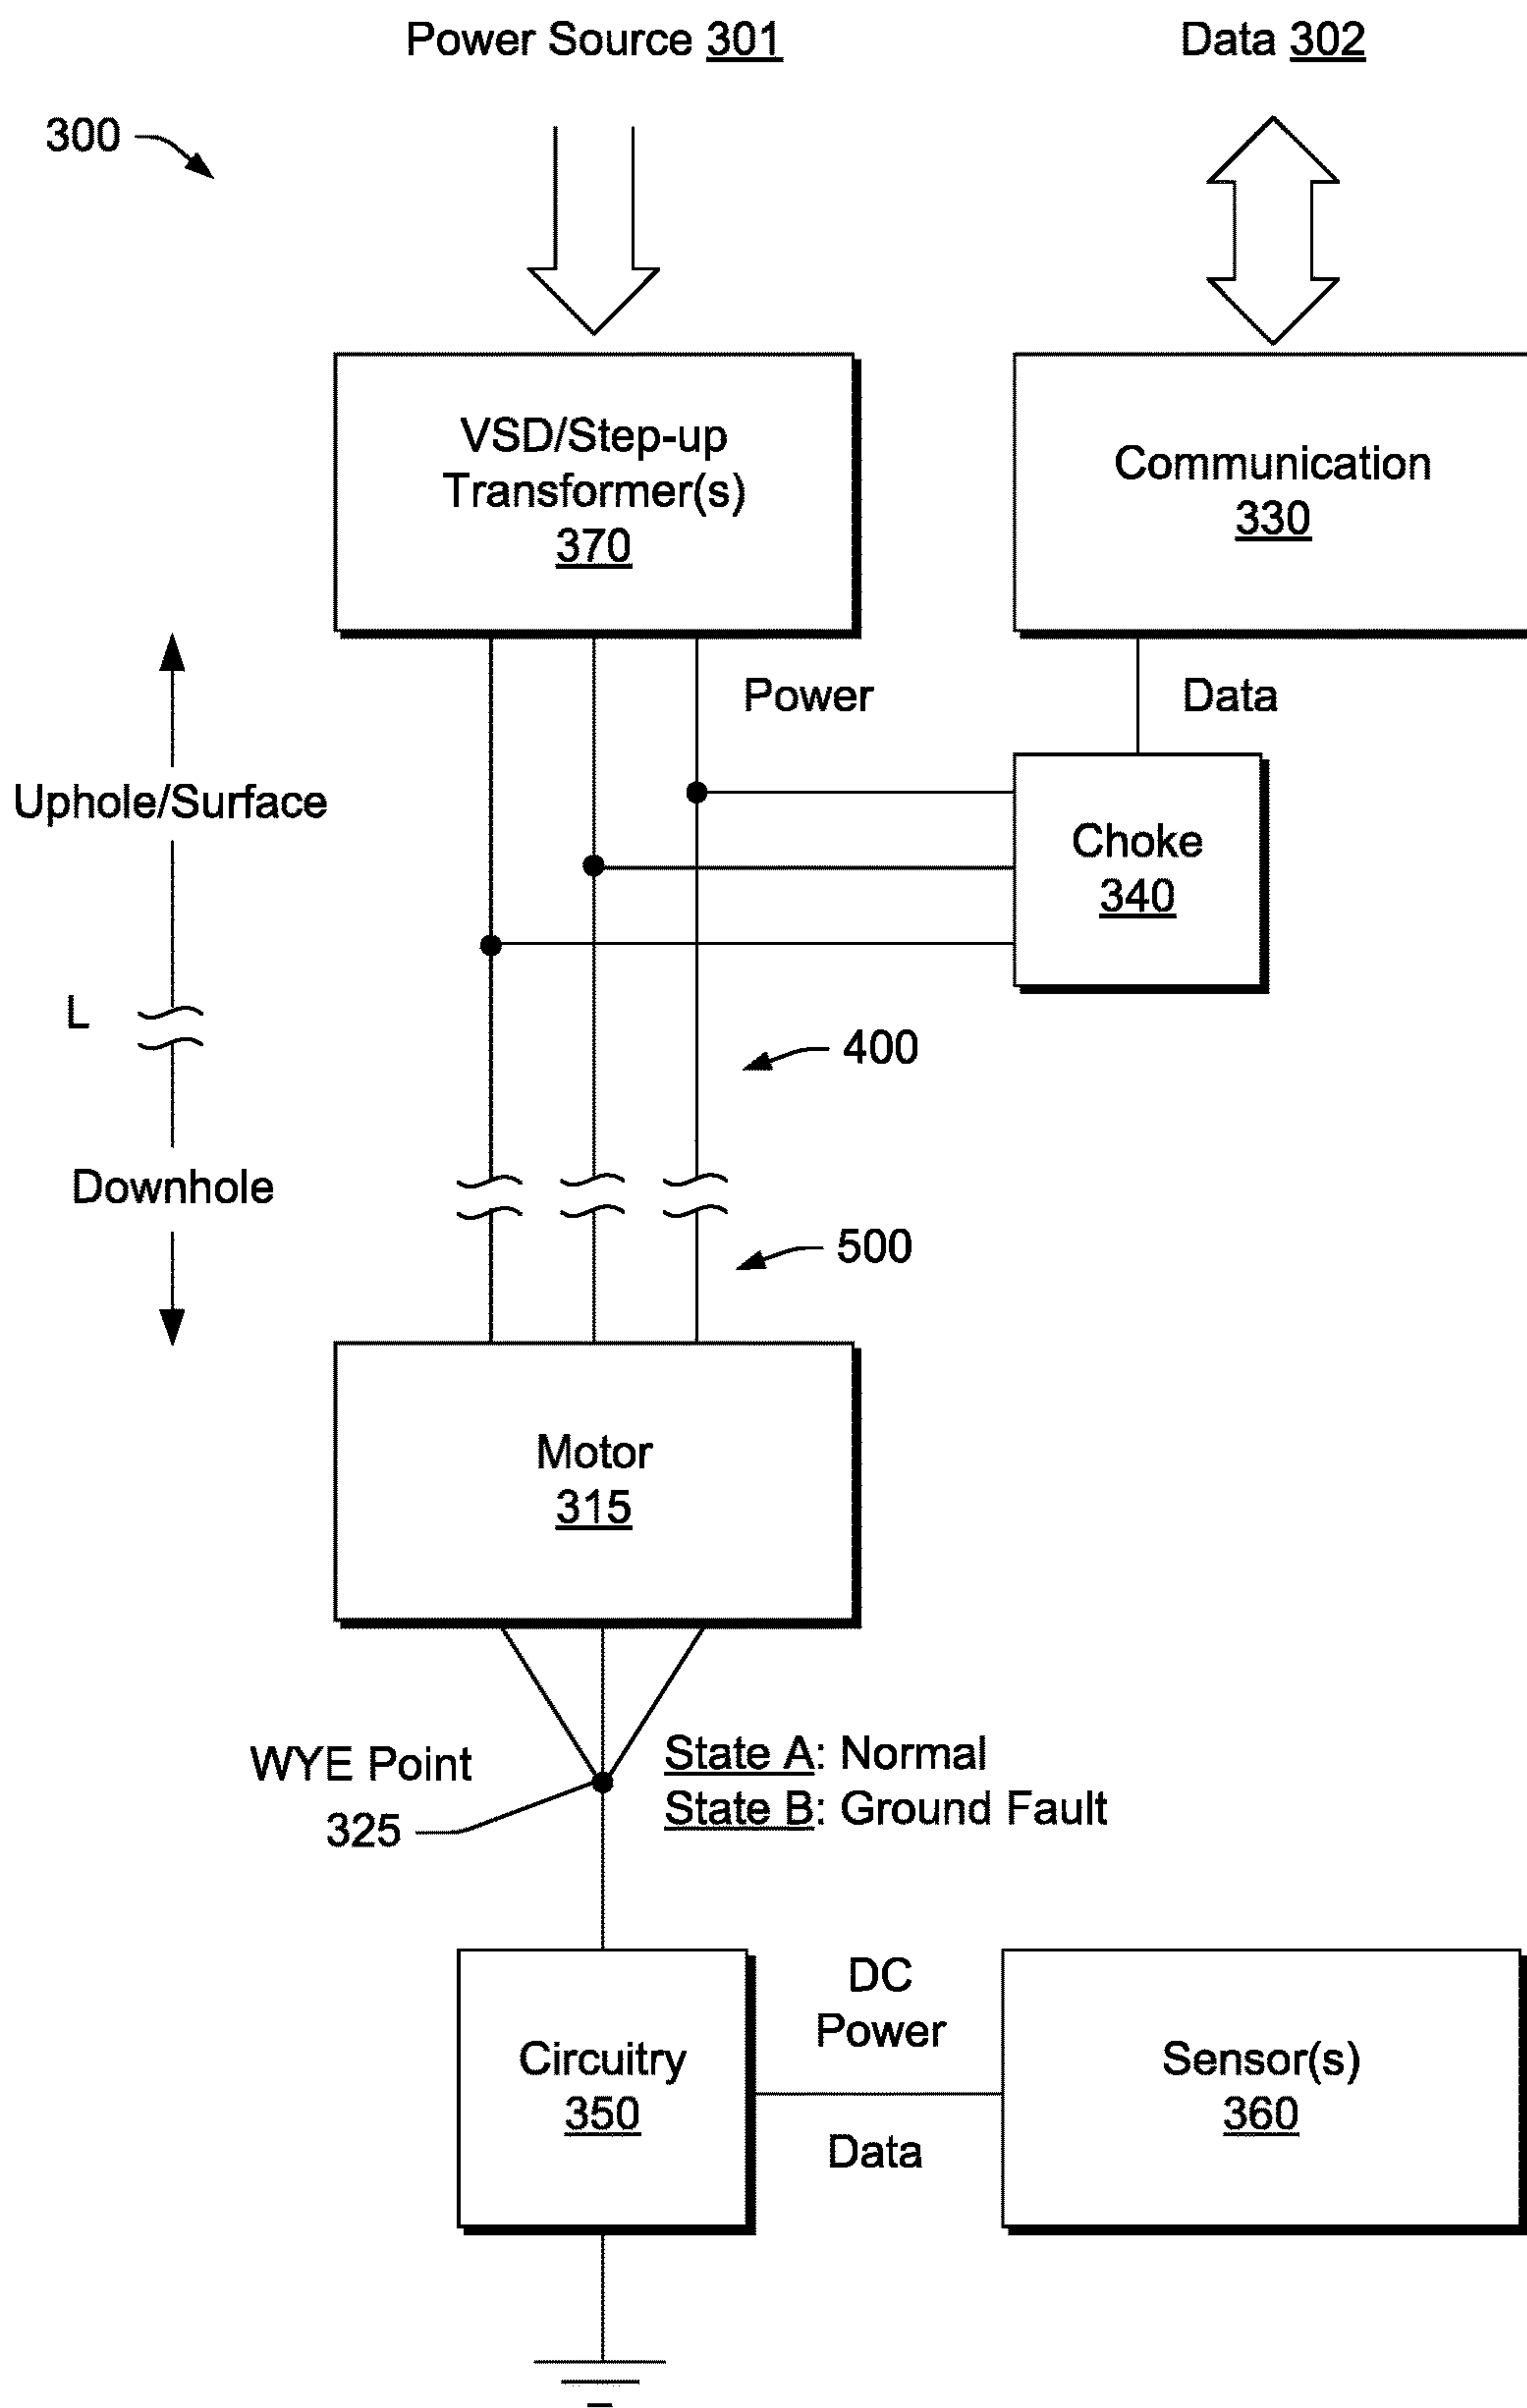 Power Source 301
Data 302
300
VSD/Step-up
Transformer(s)
370
Communication
330
Power
Data
Uphole/Surface
Choke
340
L
400
Downhole
500
Motor
315
WYE Point
325
State A: Normal
State B: Ground Fault
DC
Power
Circuitry
350
Data
Sensor(s)
360